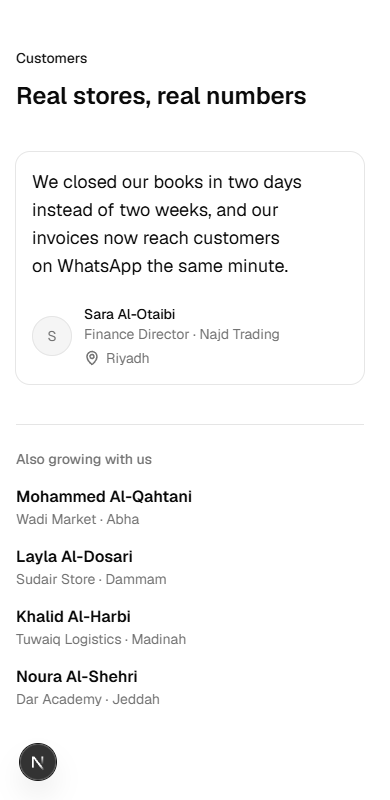 Customers
Real stores, real numbers
We closed our books in two days
instead of two weeks, and our
invoices now reach customers
on WhatsApp the same minute.
S
Sara Al-Otaibi
Finance Director · Najd Trading
Riyadh
Also growing with us
Mohammed Al-Qahtani
Wadi Market · Abha
Layla Al-Dosari
Sudair Store · Dammam
Khalid Al-Harbi
Tuwaiq Logistics · Madinah
Noura Al-Shehri
Dar Academy · Jeddah
N